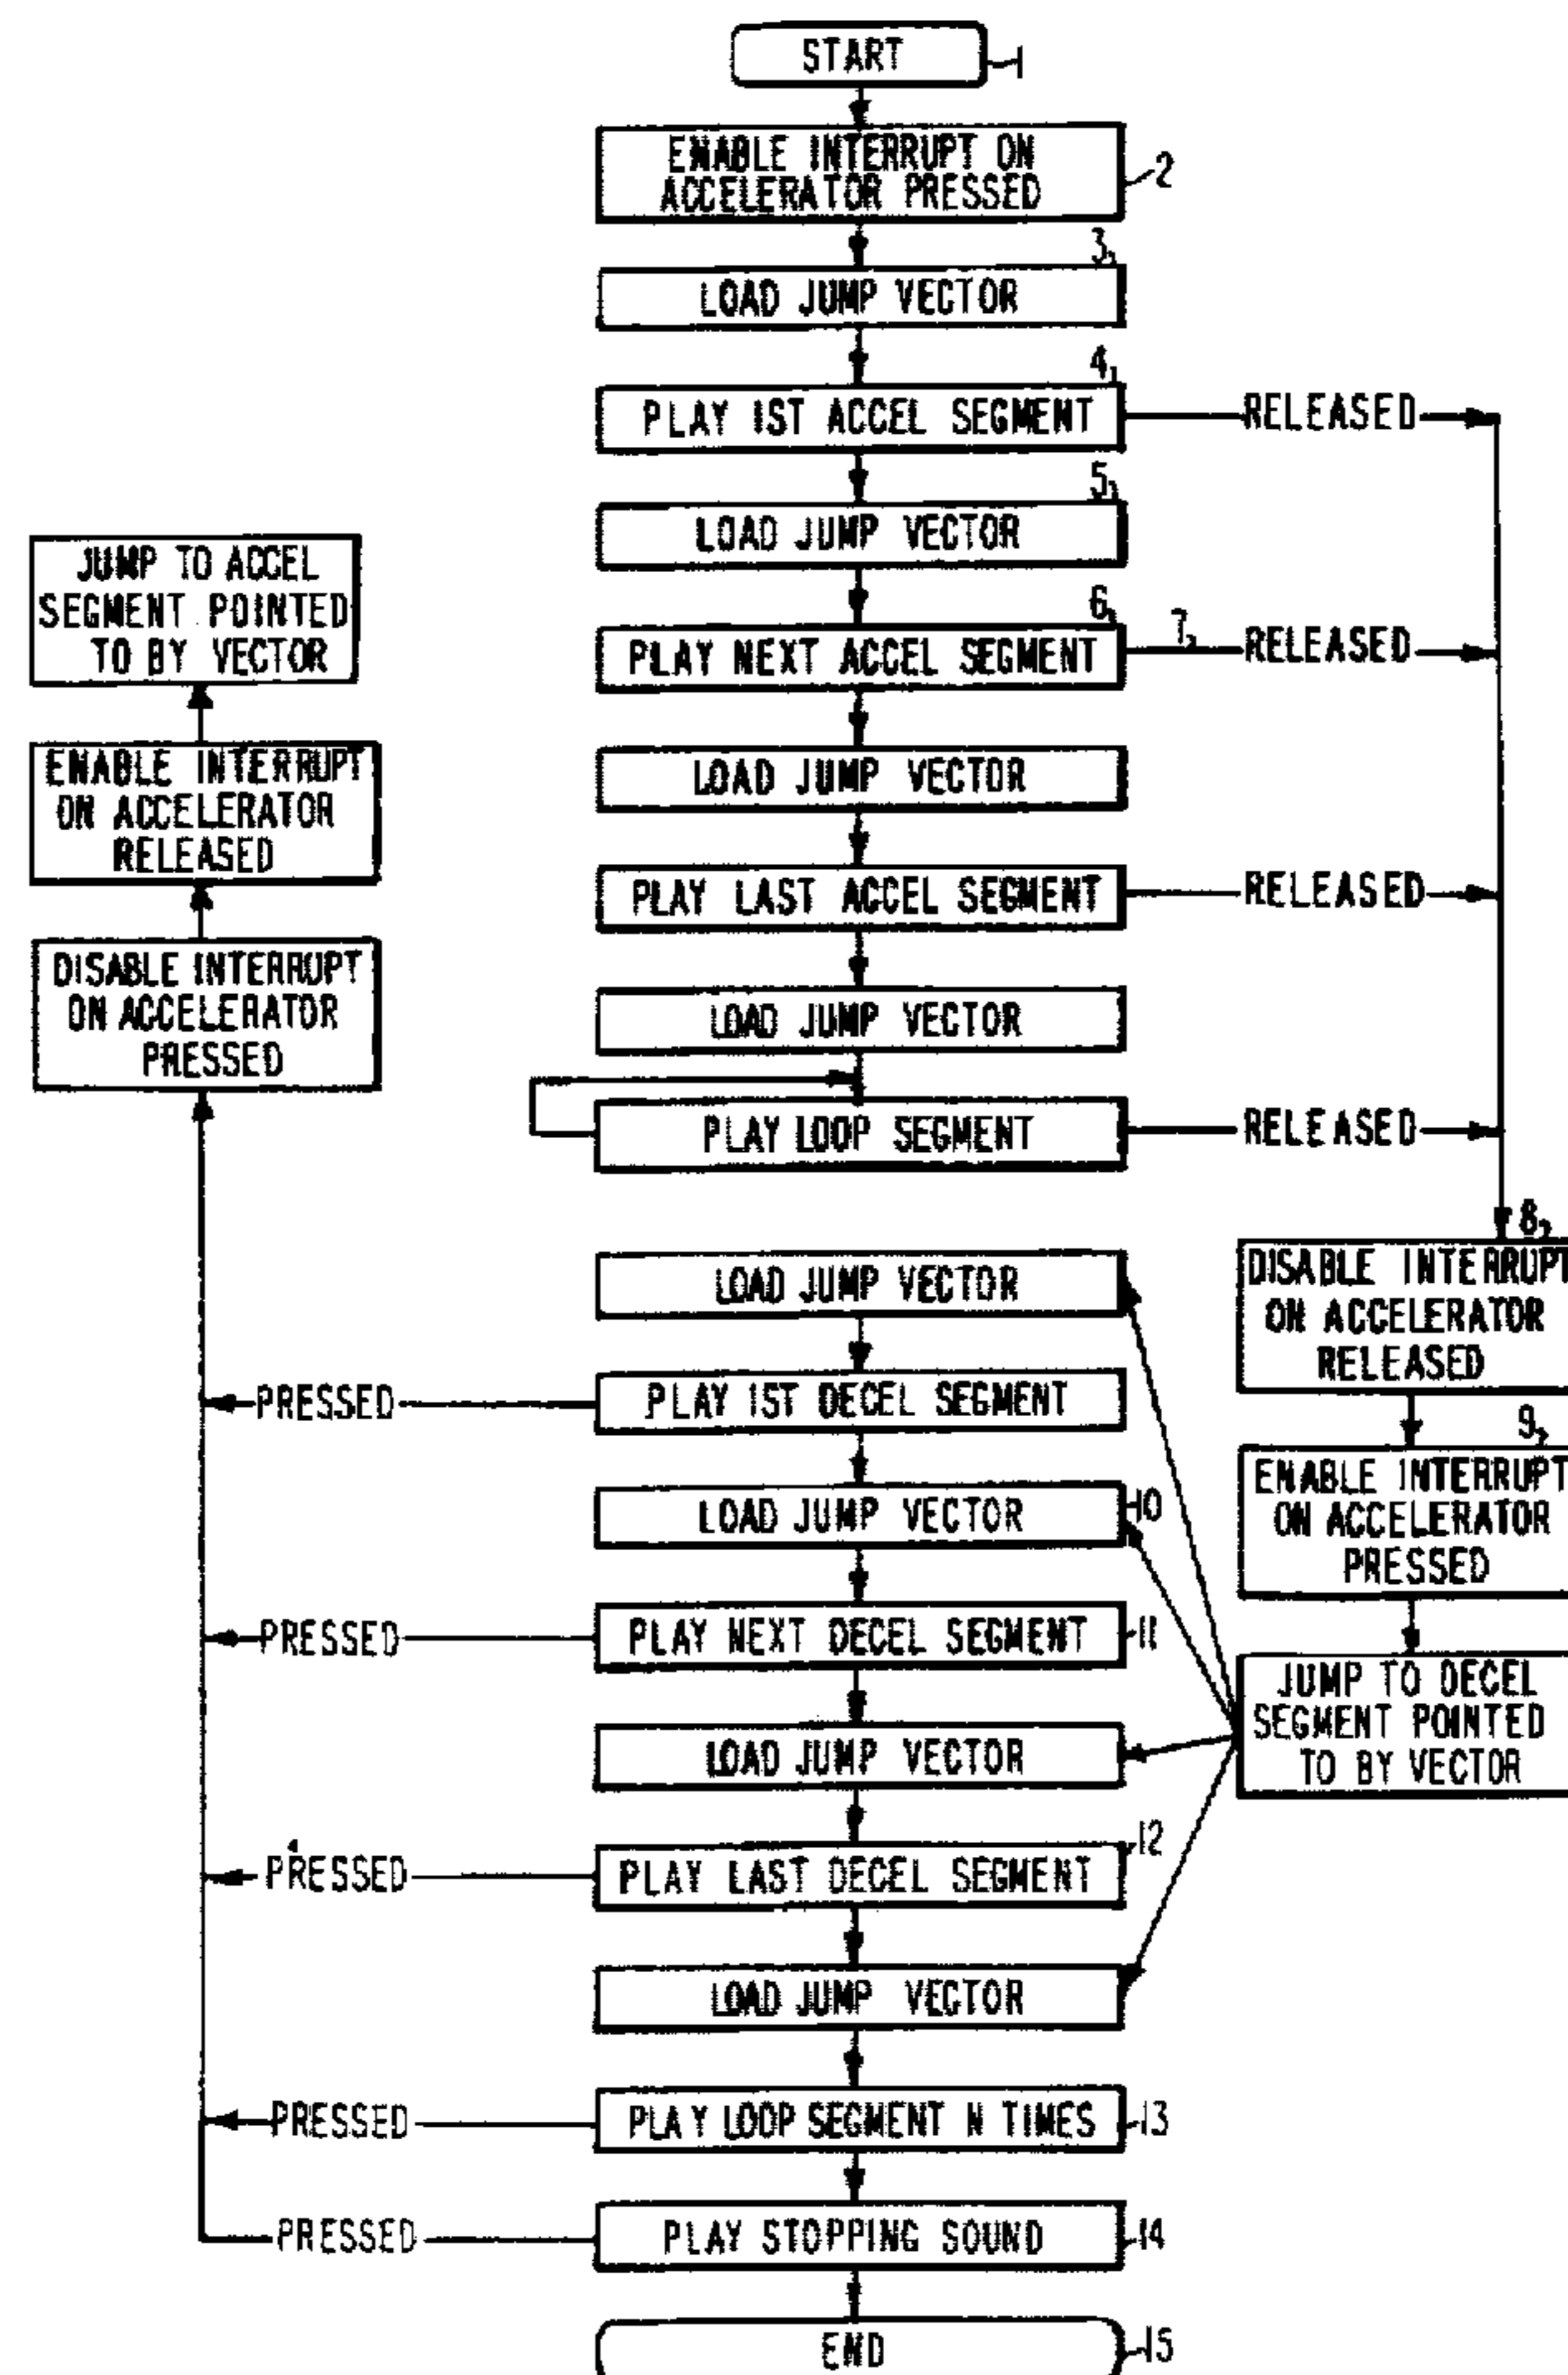 START
1
ENABLE INTERRUPT ON
ACCELERATOR PRESSED
2
3
LOAD JUMP VECTOR
4
PLAY 1ST ACCEL SEGMENT
RELEASED
5
LOAD JUMP VECTOR
6
PLAY NEXT ACCEL SEGMENT
7
RELEASED
LOAD JUMP VECTOR
PLAY LAST ACCEL SEGMENT
RELEASED
LOAD JUMP VECTOR
PLAY LOOP SEGMENT
RELEASED
JUMP TO ACCEL
SEGMENT POINTED
TO BY VECTOR
ENABLE INTERRUPT
ON ACCELERATOR
RELEASED
DISABLE INTERRUPT
ON ACCELERATOR
PRESSED
8
DISABLE INTERRUPT
ON ACCELERATOR
RELEASED
9
ENABLE INTERRUPT
ON ACCELERATOR
PRESSED
JUMP TO DECEL
SEGMENT POINTED
TO BY VECTOR
LOAD JUMP VECTOR
PRESSED
PLAY 1ST DECEL SEGMENT
LOAD JUMP VECTOR
10
PRESSED
PLAY NEXT DECEL SEGMENT
11
LOAD JUMP VECTOR
12
PRESSED
PLAY LAST DECEL SEGMENT
LOAD JUMP VECTOR
PRESSED
PLAY LOOP SEGMENT N TIMES
13
PRESSED
PLAY STOPPING SOUND
14
END
15